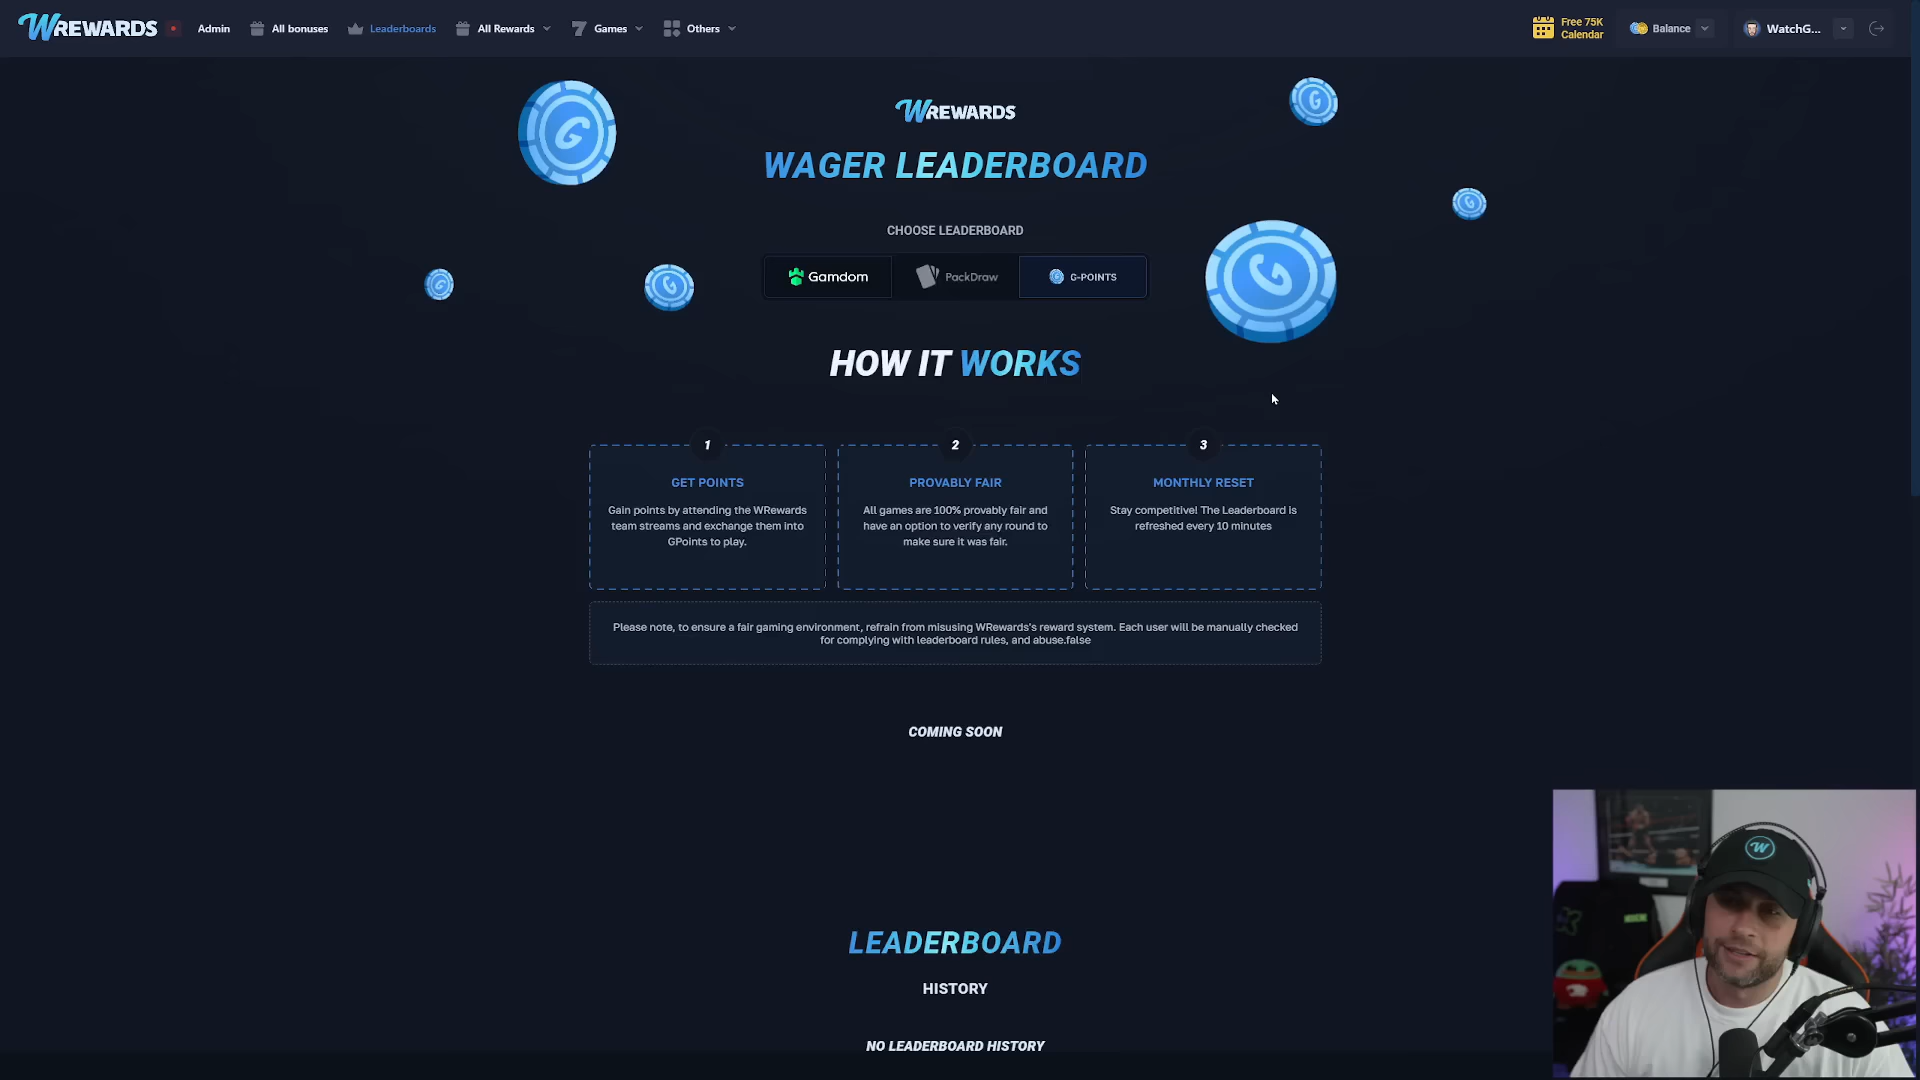 WREWARDS
Admin
All bonuses
Leaderboards
All Rewards
Games
Others
Free 75K
Calendar
Balance
WatchG...
WREWARDS
WAGER LEADERBOARD
CHOOSE LEADERBOARD
Gamdom
PackDraw
G-POINTS
HOW IT WORKS
1
GET POINTS
Gain points by attending the WRewards
team streams and exchange them into
GPoints to play.
2
PROVABLY FAIR
All games are 100% provably fair and
have an option to verify any round to
make sure it was fair.
3
MONTHLY RESET
Stay competitive! The Leaderboard is
refreshed every 10 minutes
Please note, to ensure a fair gaming environment, refrain from misusing WRewards's reward system. Each user will be manually checked
for complying with leaderboard rules, and abuse.false
COMING SOON
LEADERBOARD
HISTORY
NO LEADERBOARD HISTORY